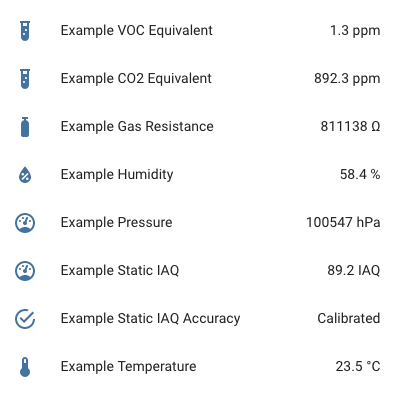 Example VOC Equivalent 1.3 ppm
Example CO2 Equivalent 892.3 ppm
Example Gas Resistance 811138 Ω
Example Humidity 58.4 %
Example Pressure 100547 hPa
Example Static IAQ 89.2 IAQ
Example Static IAQ Accuracy Calibrated
Example Temperature 23.5 °C